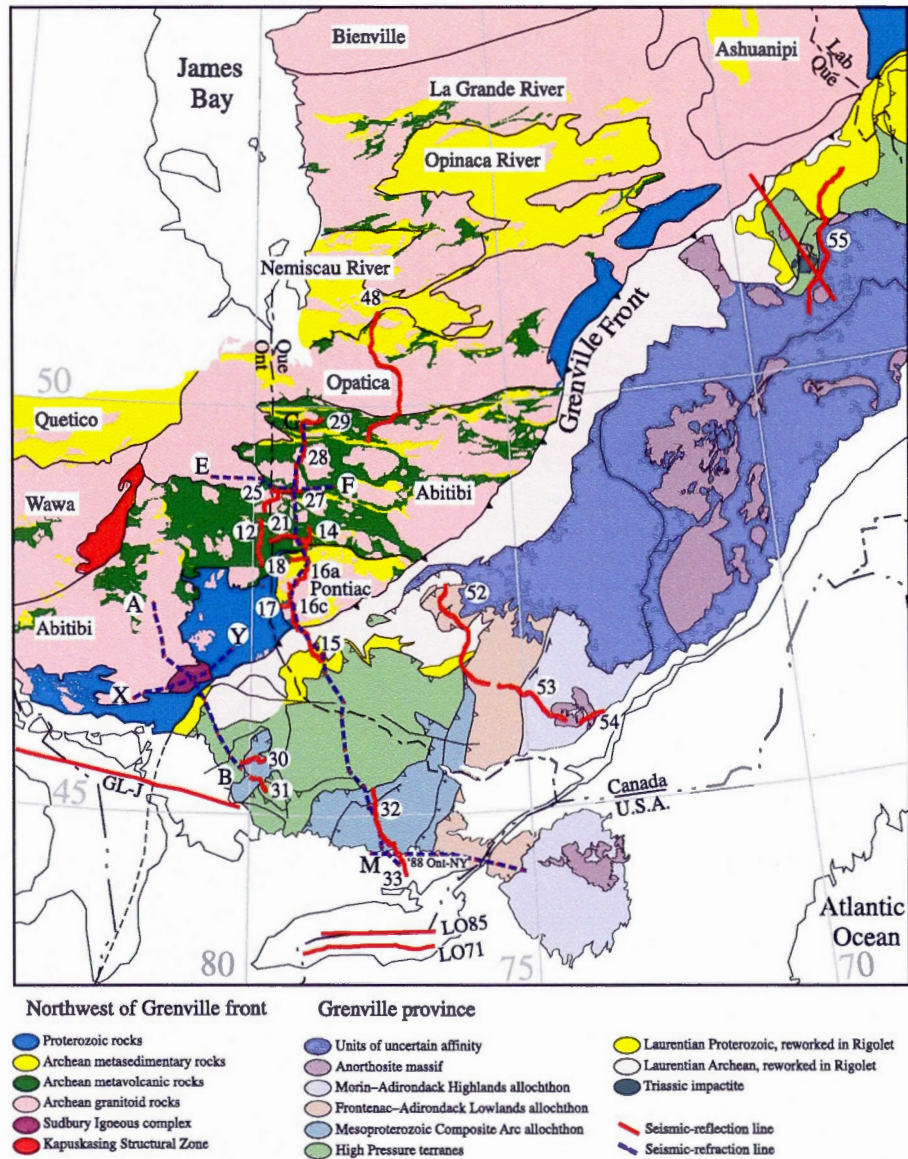 Bienville
Ashuanipi
Lab
Qué
James
Bay
La Grande River
Opinaca River
55
Nemiscau River
48
Ont
Que
Grenville Front
50
Opatica
Quetico
G
29
28
E
F
25
27
Abitibi
Wawa
21
12
14
18
16a
Pontiac
16c
52
A
17
Abitibi
Y
15
X
53
54
30
B
31
GL-J
45
32
Canada
U.S.A.
M
'88 Ont-NY
33
Atlantic
Ocean
LO85
LO71
80
75
70
Northwest of Grenville front
Proterozoic rocks
Archean metasedimentary rocks
Archean metavolcanic rocks
Archean granitoid rocks
Sudbury Igneous complex
Kapuskasing Structural Zone
Grenville province
Units of uncertain affinity
Anorthosite massif
Morin–Adirondack Highlands allochthon
Frontenac–Adirondack Lowlands allochthon
Mesoproterozoic Composite Arc allochthon
High Pressure terranes
Laurentian Proterozoic, reworked in Rigolet
Laurentian Archean, reworked in Rigolet
Triassic impactite
Seismic-reflection line
Seismic-refraction line